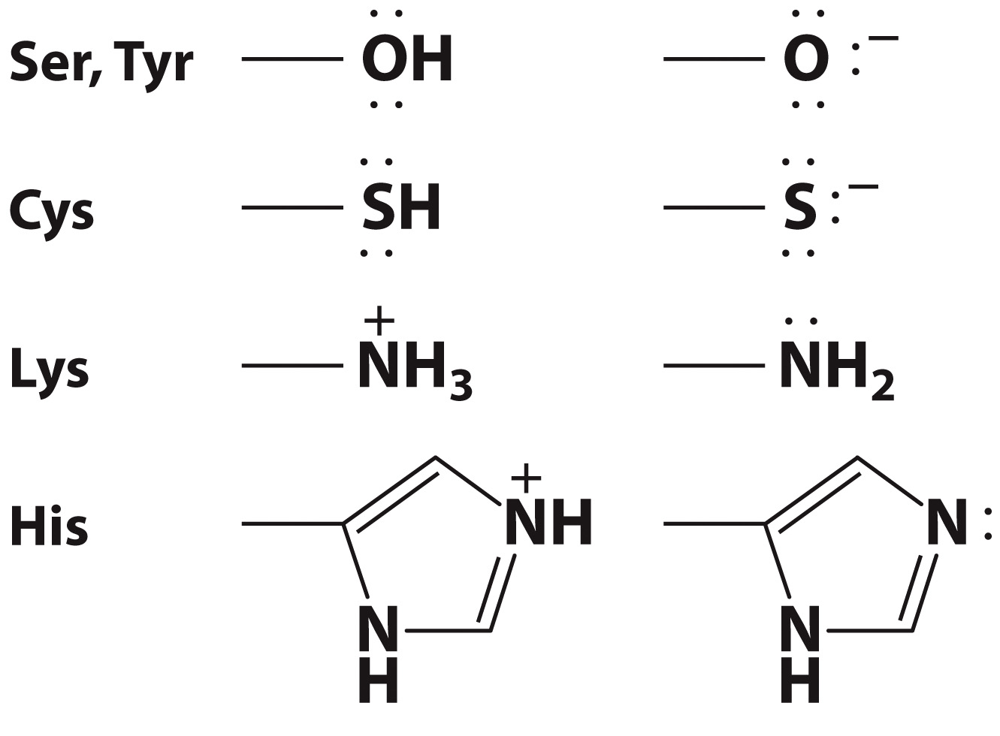 Ser, Tyr OH O:−
Cys SH S:−
+
Lys NH3 NH2
+
His NH N:
N N
H H